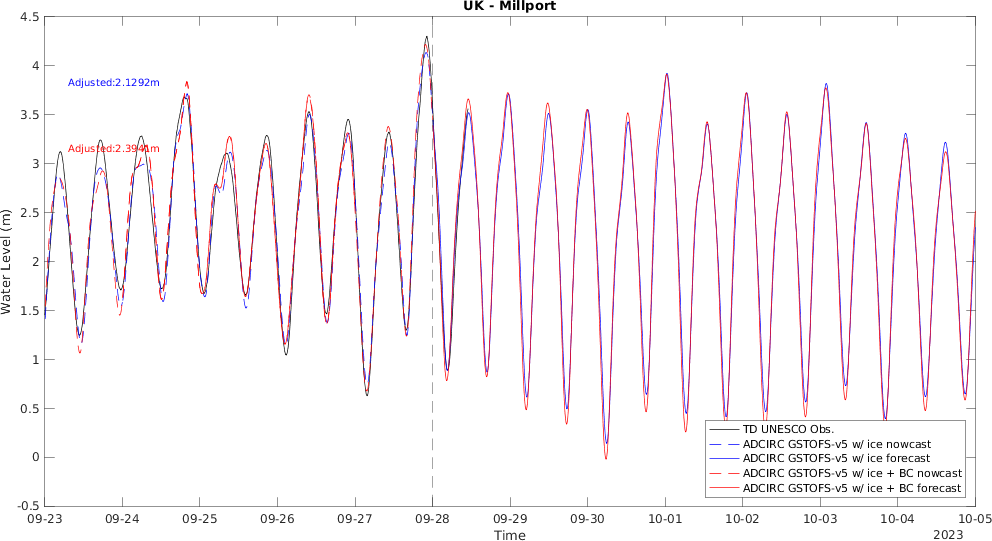 UK - Millport
4.5
4
3.5
3
2.5
2
1.5
1
0.5
0
-0.5
Water Level (m)
Adjusted:2.1292m
Adjusted:2.3941m
TD UNESCO Obs.
ADCIRC GSTOFS-v5 w/ ice nowcast
ADCIRC GSTOFS-v5 w/ ice forecast
ADCIRC GSTOFS-v5 w/ ice + BC nowcast
ADCIRC GSTOFS-v5 w/ ice + BC forecast
09-23 09-24 09-25 09-26 09-27 09-28 09-29 09-30 10-01 10-02 10-03 10-04 10-05
Time
2023